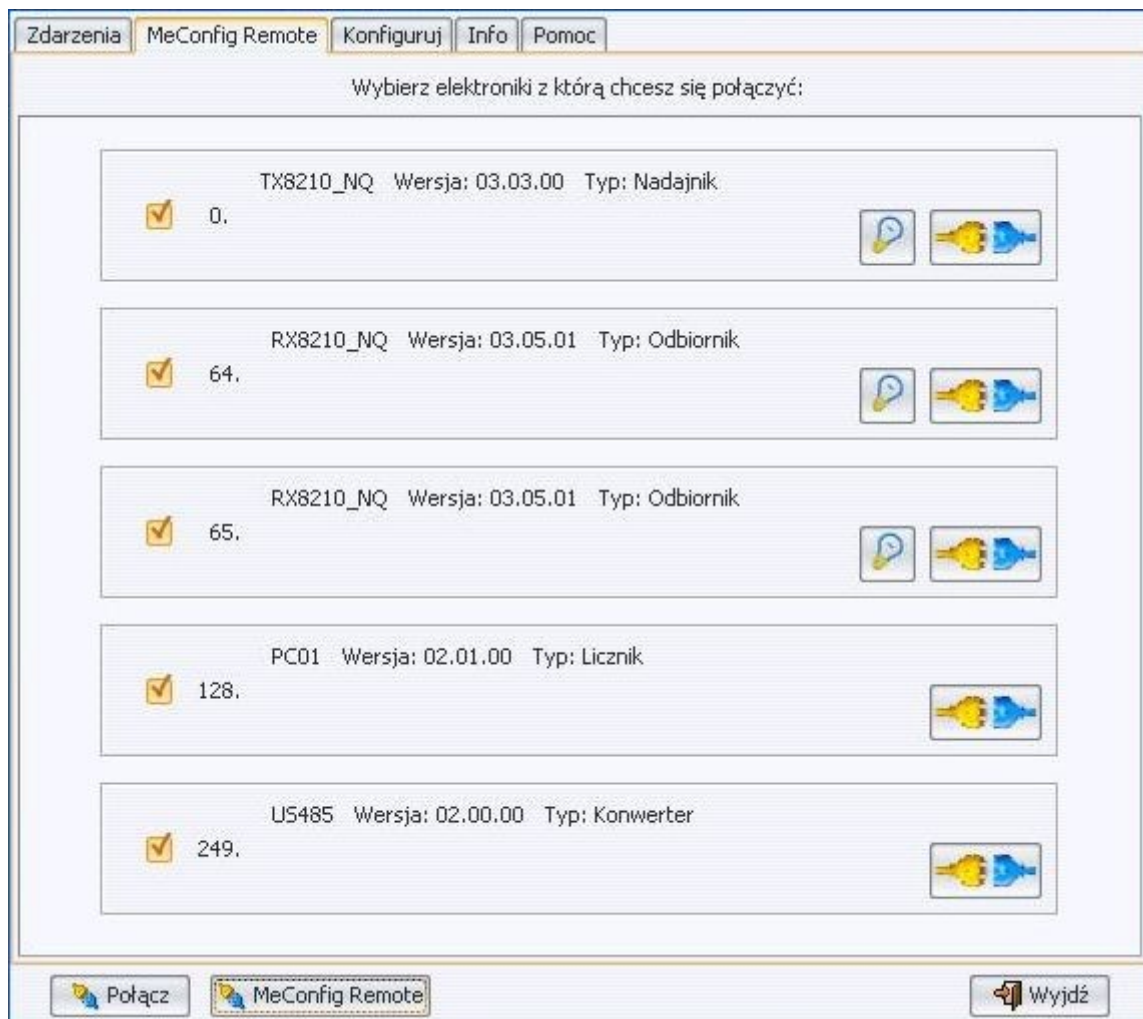 Zdarzenia MeConfig Remote Konfiguruj Info Pomoc
Wybierz elektroniki z którą chcesz się połączyć:
TX8210_NQ Wersja: 03.03.00 Typ: Nadajnik
0.
RX8210_NQ Wersja: 03.05.01 Typ: Odbiornik
64.
RX8210_NQ Wersja: 03.05.01 Typ: Odbiornik
65.
PC01 Wersja: 02.01.00 Typ: Licznik
128.
US485 Wersja: 02.00.00 Typ: Konwerter
249.
Połącz MeConfig Remote Wyjdź